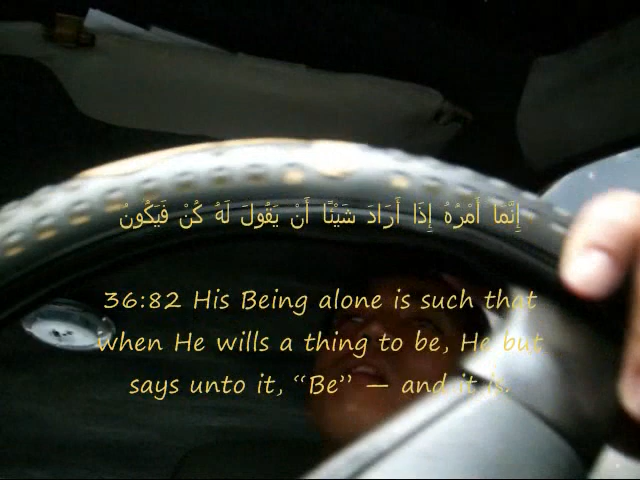 إِنَّمَا أَمْرُهُ إِذَا أَرَادَ شَيْئًا أَنْ يَقُولَ لَهُ كُنْ فَيَكُونُ
36:82 His Being alone is such that
when He wills a thing to be, He but
says unto it, “Be” — and it is.